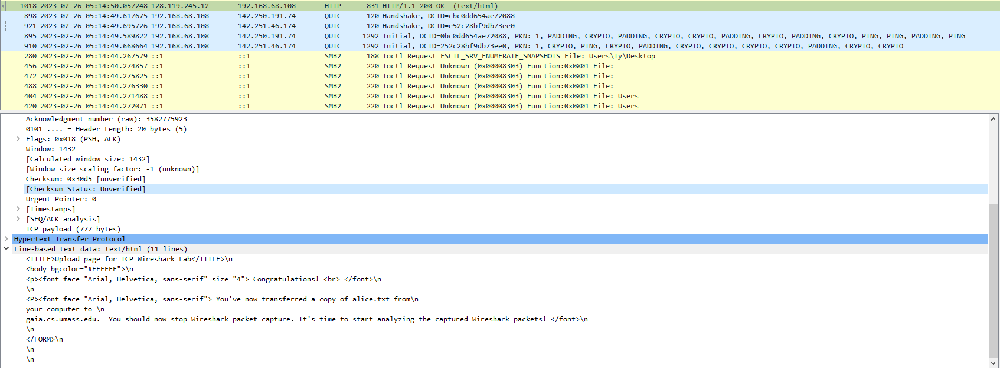 1018 2023-02-26 05:14:50.057248 128.119.245.12 192.168.68.108 HTTP 831 HTTP/1.1 200 OK  (text/html)
898 2023-02-26 05:14:49.617675 192.168.68.108 142.250.191.74 QUIC 120 Handshake, DCID=cbc0dd654ae72088
921 2023-02-26 05:14:49.695726 192.168.68.108 142.251.46.174 QUIC 120 Handshake, DCID=e52c28bf9db73ee0
895 2023-02-26 05:14:49.589822 192.168.68.108 142.250.191.74 QUIC 1292 Initial, DCID=0bc0dd654ae72088, PKN: 1, PADDING, CRYPTO, PADDING, CRYPTO, CRYPTO, PADDING, CRYPTO, PADDING, CRYPTO, PING, PING, PADDING, PING
910 2023-02-26 05:14:49.668664 192.168.68.108 142.251.46.174 QUIC 1292 Initial, DCID=252c28bf9db73ee0, PKN: 1, CRYPTO, PING, CRYPTO, PADDING, CRYPTO, CRYPTO, CRYPTO, CRYPTO, CRYPTO, PADDING, CRYPTO, CRYPTO
280 2023-02-26 05:14:44.267579 ::1 ::1 SMB2 188 Ioctl Request FSCTL_SRV_ENUMERATE_SNAPSHOTS File: Users\Ty\Desktop
456 2023-02-26 05:14:44.274857 ::1 ::1 SMB2 220 Ioctl Request Unknown (0x00008303) Function:0x0801 File:
472 2023-02-26 05:14:44.275825 ::1 ::1 SMB2 220 Ioctl Request Unknown (0x00008303) Function:0x0801 File:
488 2023-02-26 05:14:44.276330 ::1 ::1 SMB2 220 Ioctl Request Unknown (0x00008303) Function:0x0801 File:
404 2023-02-26 05:14:44.271488 ::1 ::1 SMB2 220 Ioctl Request Unknown (0x00008303) Function:0x0801 File: Users
420 2023-02-26 05:14:44.272071 ::1 ::1 SMB2 220 Ioctl Request Unknown (0x00008303) Function:0x0801 File: Users
Acknowledgment number (raw): 3582775923
0101 .... = Header Length: 20 bytes (5)
Flags: 0x018 (PSH, ACK)
Window: 1432
[Calculated window size: 1432]
[Window size scaling factor: -1 (unknown)]
Checksum: 0x30d5 [unverified]
[Checksum Status: Unverified]
Urgent Pointer: 0
[Timestamps]
[SEQ/ACK analysis]
TCP payload (777 bytes)
Hypertext Transfer Protocol
Line-based text data: text/html (11 lines)
<TITLE>Upload page for TCP Wireshark Lab</TITLE>\n
<body bgcolor="#FFFFFF">\n
<p><font face="Arial, Helvetica, sans-serif" size="4"> Congratulations! <br> </font>\n
\n
<P><font face="Arial, Helvetica, sans-serif"> You've now transferred a copy of alice.txt from\n
your computer to \n
gaia.cs.umass.edu.  You should now stop Wireshark packet capture. It's time to start analyzing the captured Wireshark packets! </font>\n
\n
</FORM>\n
\n
\n